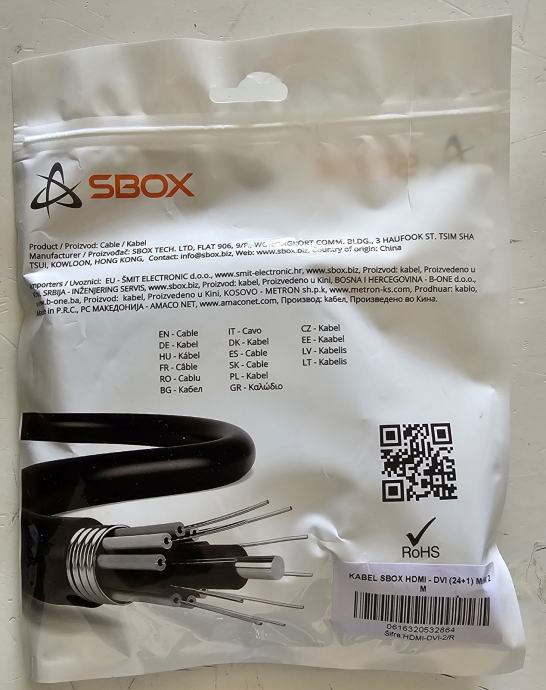 SBOX
Product / Proizvod: Cable / Kabel
Manufacturer / Proizvođač: SBOX TECH. LTD, FLAT 906, 9/F., COMM. BLDG., 3 HAUFOOK ST. TSIM SHA
TSUI, KOWLOON, HONG KONG, Contact: info@sbox.biz, Web: www.sbox.biz, Country of origin: China
Importers / Uvoznici: EU - ŠMIT ELECTRONIC d.o.o., www.smit-electronic.hr, www.sbox.biz, Proizvod: kabel, Proizvedeno u
SRBIJA - INŽENJERING SERVIS, www.sbox.biz, Proizvod: kabel, Proizvedeno u Kini, BOSNA I HERCEGOVINA - B-ONE d.o.o.,
www.b-one.ba, Proizvod: kabel, Proizvedeno u Kini, KOSOVO - METRON sh.p.k, www.metron-ks.com, Prodhuar: kablo,
Made in P.R.C., РС МАКЕДОНИЈА - AMACO NET, www.amaconet.com, Производ: кабел, Произведено во Кина.
EN - Cable
DE - Kabel
HU - Kábel
FR - Câble
RO - Cablu
BG - Кабел
IT - Cavo
DK - Kabel
ES - Cable
SK - Cable
PL - Kabel
GR - Καλώδιο
CZ - Kabel
EE - Kaabel
LV - Kabelis
LT - Kabelis
RoHS
KABEL SBOX HDMI - DVI (24+1) M/M 2
M
0616320532864
Šifra:HDMI-DVI-2/R